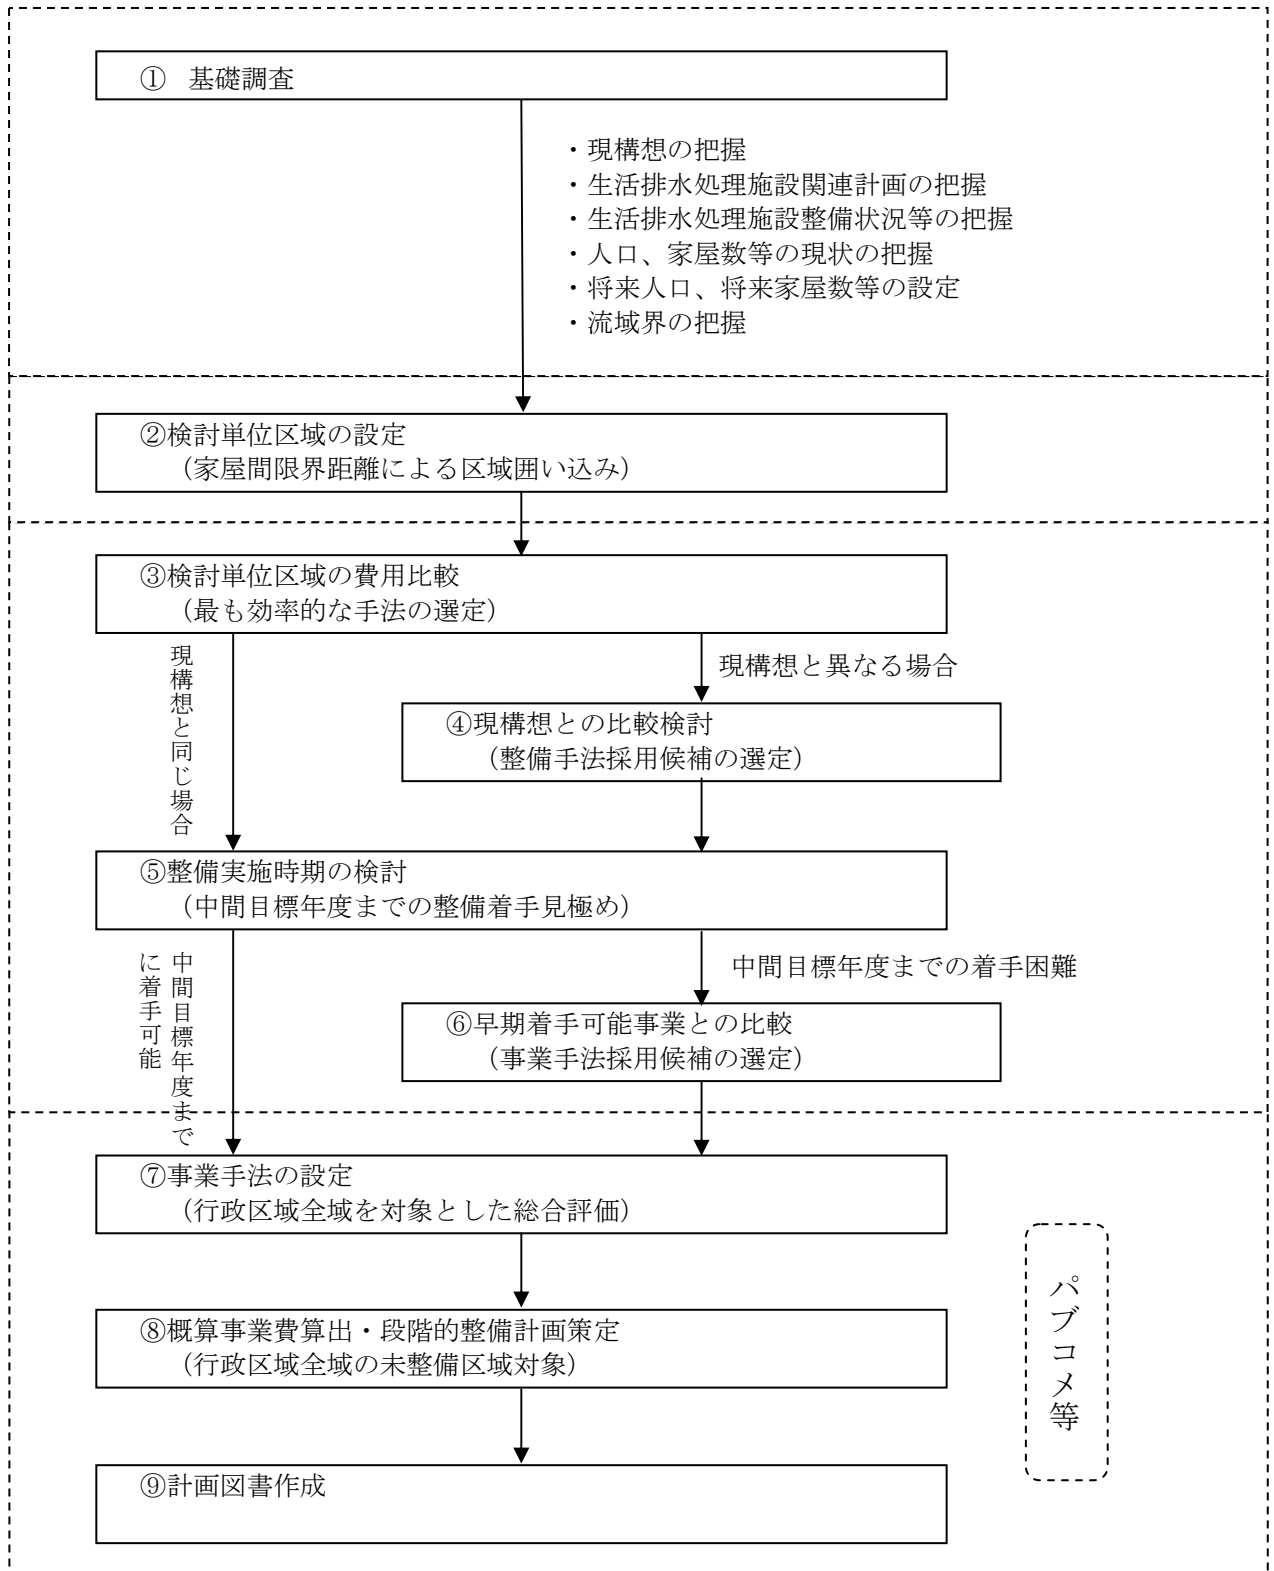 ① 基礎調査
・現構想の把握
・生活排水処理施設関連計画の把握
・生活排水処理施設整備状況等の把握
・人口、家屋数等の現状の把握
・将来人口、将来家屋数等の設定
・流域界の把握
②検討単位区域の設定
（家屋間限界距離による区域囲い込み）
③検討単位区域の費用比較
（最も効率的な手法の選定）
現構想と同じ場合
現構想と異なる場合
④現構想との比較検討
（整備手法採用候補の選定）
⑤整備実施時期の検討
（中間目標年度までの整備着手見極め）
中間目標年度まで
に着手可能
中間目標年度までの着手困難
⑥早期着手可能事業との比較
（事業手法採用候補の選定）
⑦事業手法の設定
（行政区域全域を対象とした総合評価）
⑧概算事業費算出・段階的整備計画策定
（行政区域全域の未整備区域対象）
パブコメ等
⑨計画図書作成